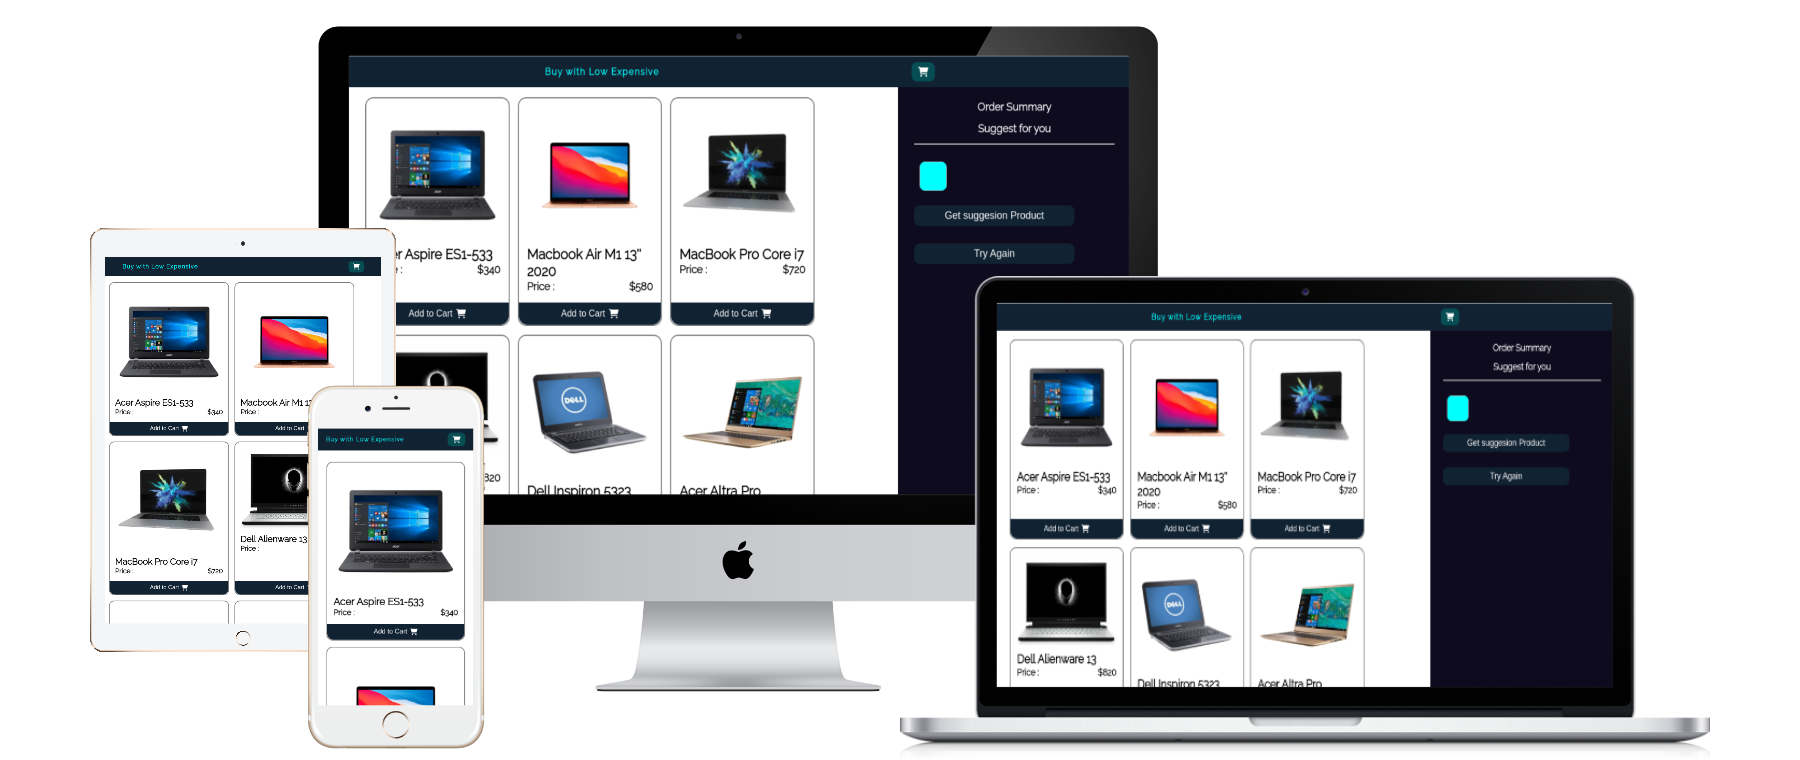 Buy with Low Expensive
Order Summary
Suggest for you
Get suggesion Product
Try Again
er Aspire ES1-533
$340
Macbook Air M1 13"
2020
Price :
$580
MacBook Pro Core i7
Price :
$720
Add to Cart
Add to Cart
Add to Cart
820
DELL
Dell Inspiron 5323
Acer Altra Pro
Buy with Low Expensive
Acer Aspire ES1-533
Price :
$340
Macbook Air M1 13
Price :
Add to Cart
Add to Cart
MacBook Pro Core i7
Price :
$720
Dell Alienware 13
Price :
Add to Cart
Add to Cart
Buy with Low Expensive
Acer Aspire ES1-533
Price :
$340
Add to Cart
Buy with Low Expensive
Order Summary
Suggest for you
Get suggesion Product
Try Again
Acer Aspire ES1-533
Price :
$340
Macbook Air M1 13"
2020
Price :
$580
MacBook Pro Core i7
Price :
$720
Add to Cart
Add to Cart
Add to Cart
DELL
Dell Alienware 13
Price :
$820
Dell Inspiron 5323
Acer Altra Pro